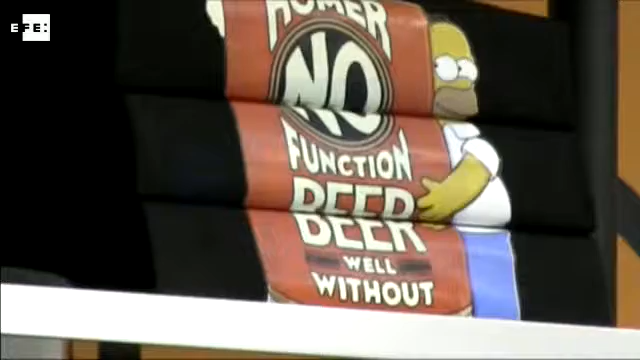 EFE:
HOMER
NO
FUNCTION
BEER
BEER
WELL
WITHOUT